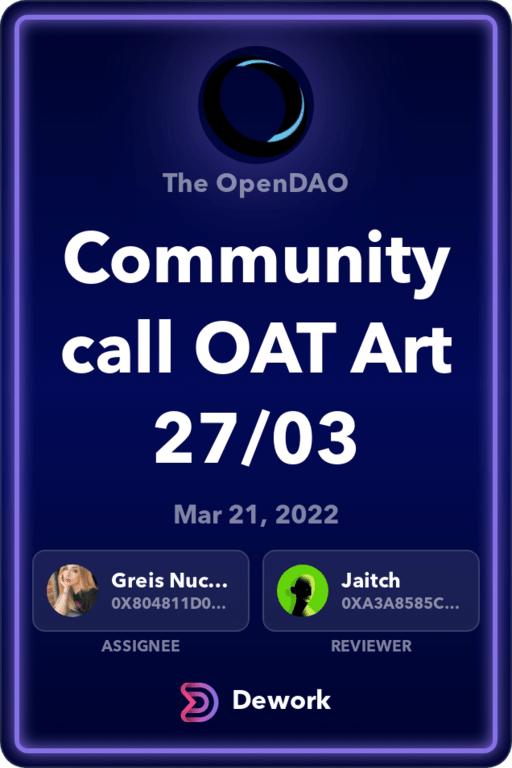 The OpenDAO
Community
call OAT Art
27/03
Mar 21, 2022
Greis Nuc...
0X804811D0...
ASSIGNEE
Jaitch
0XA3A8585C...
REVIEWER
Dework